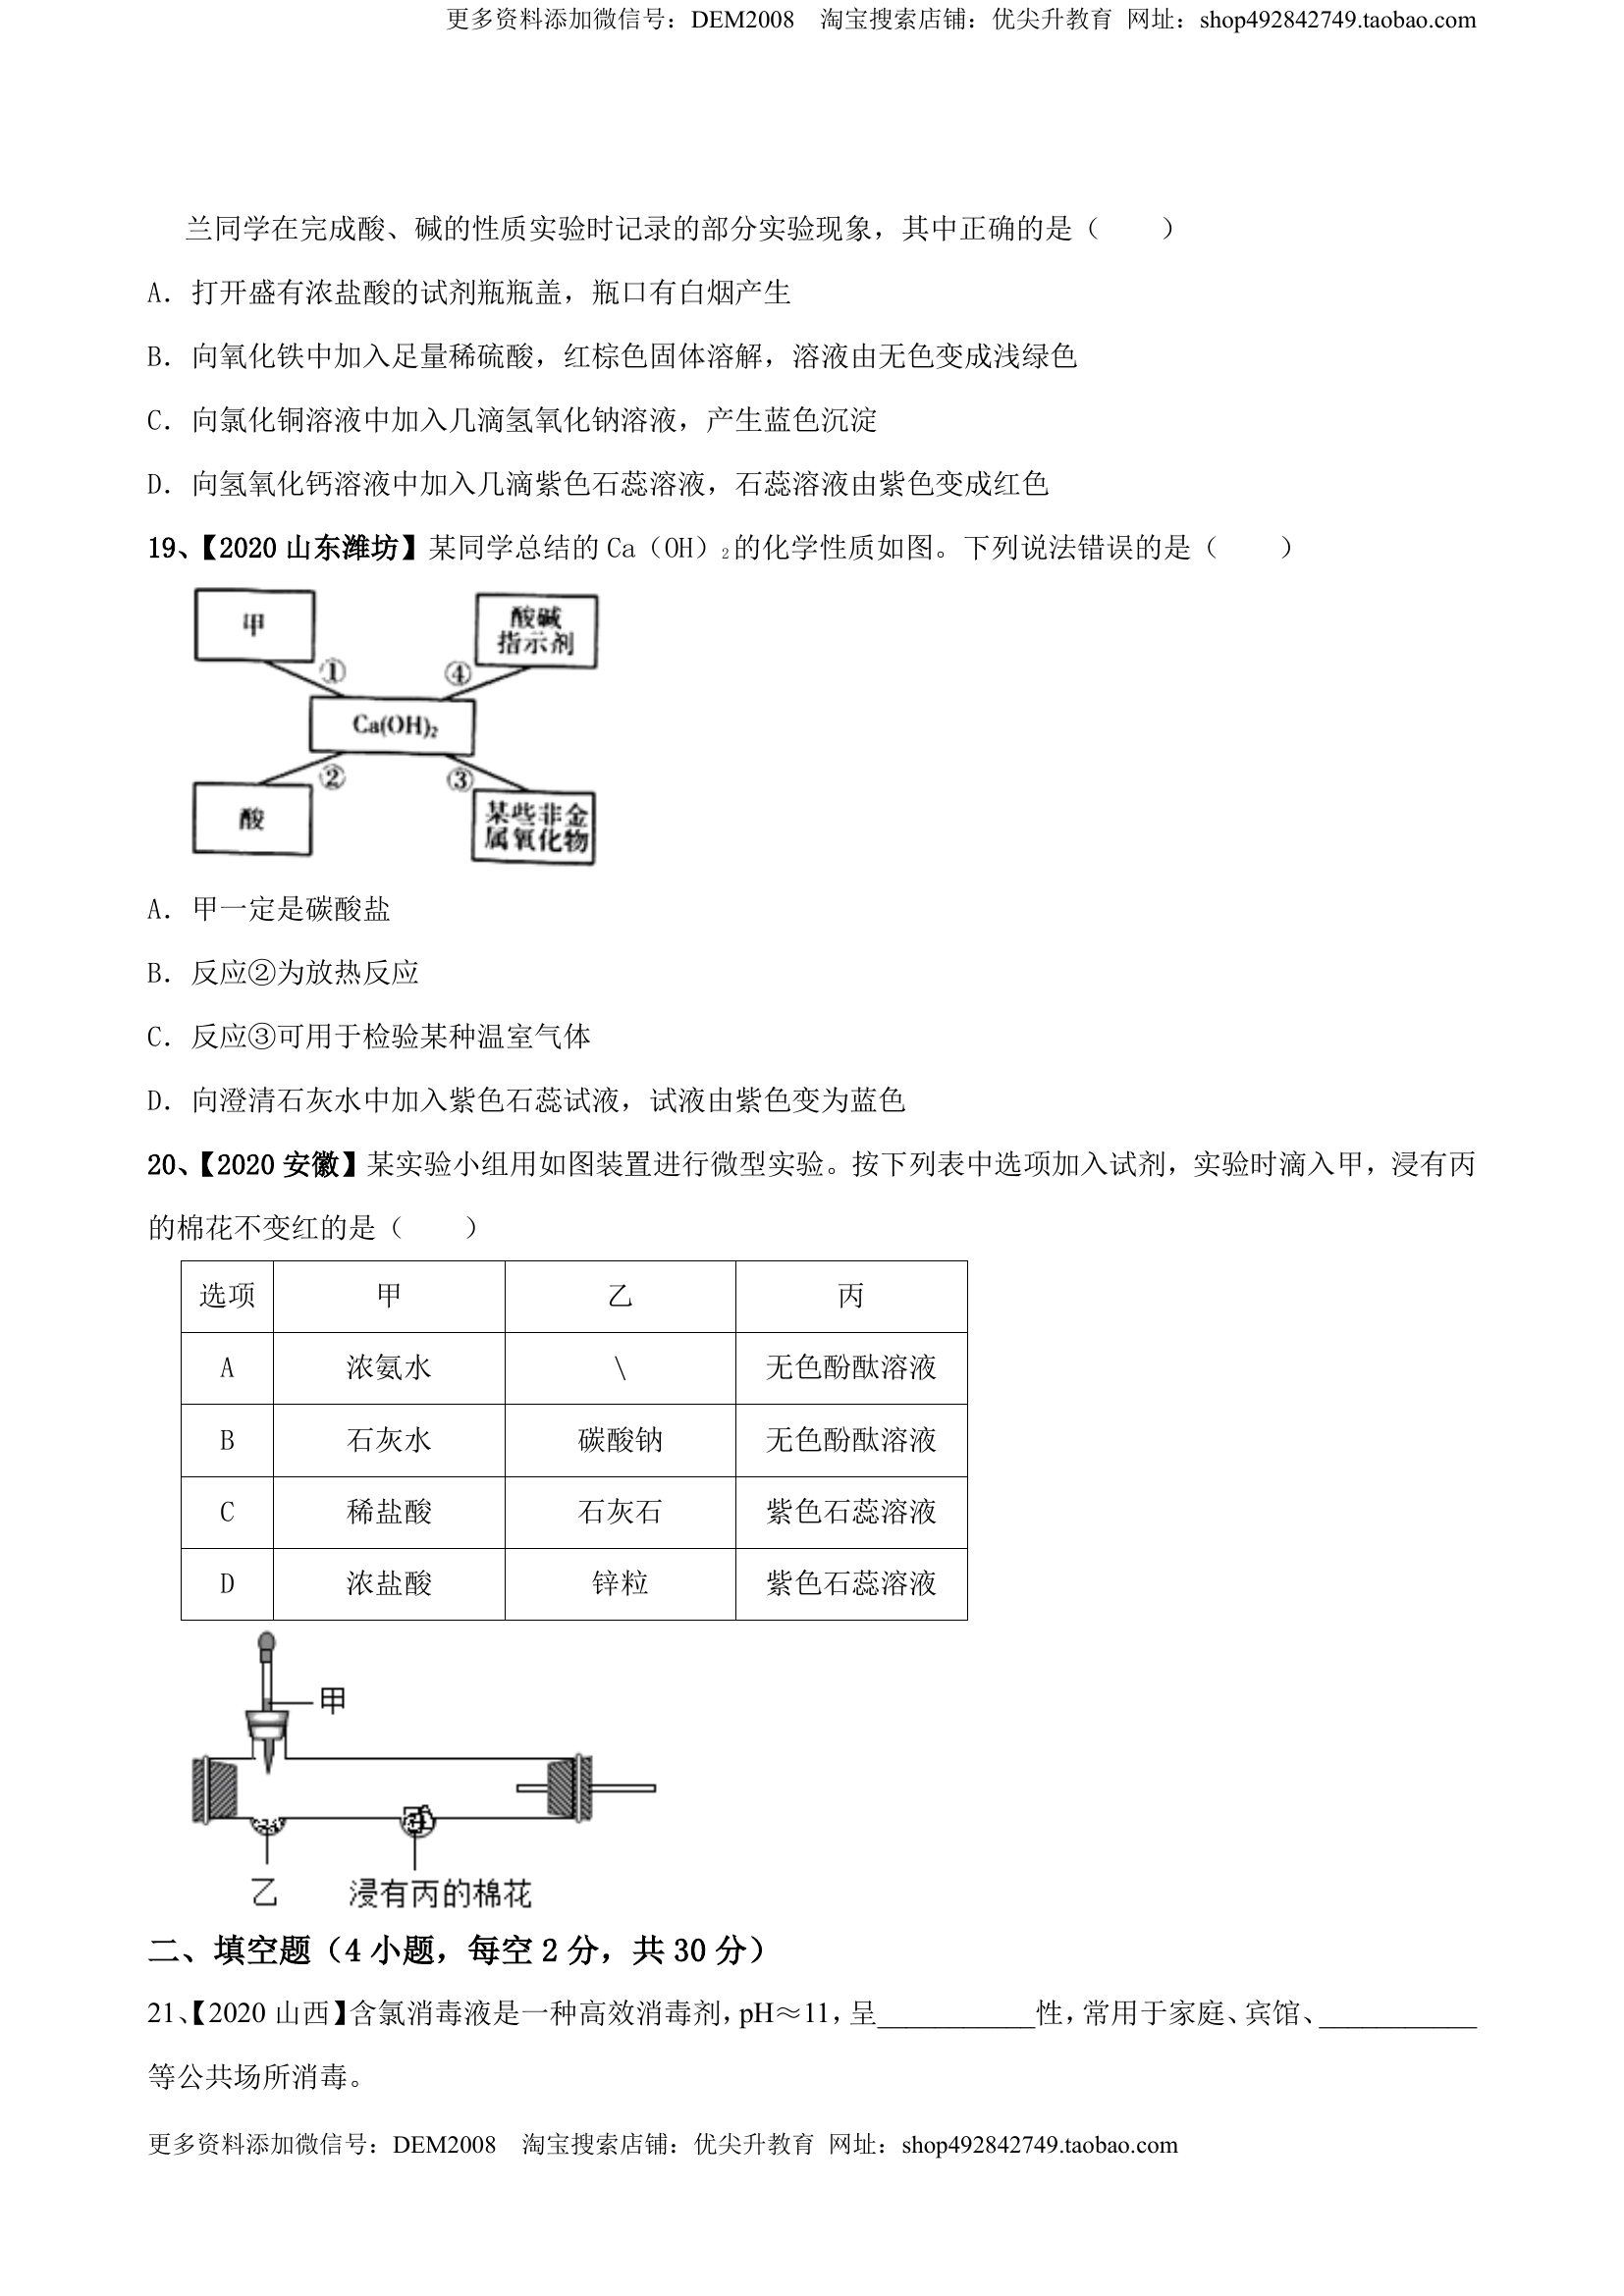 更多资料添加微信号：DEM2008 淘宝搜索店铺：优尖升教育 网址：shop492842749.taobao.com
兰同学在完成酸、碱的性质实验时记录的部分实验现象，其中正确的是（ ）
A．打开盛有浓盐酸的试剂瓶瓶盖，瓶口有白烟产生
B．向氧化铁中加入足量稀硫酸，红棕色固体溶解，溶液由无色变成浅绿色
C．向氯化铜溶液中加入几滴氢氧化钠溶液，产生蓝色沉淀
D．向氢氧化钙溶液中加入几滴紫色石蕊溶液，石蕊溶液由紫色变成红色
19、【2020 山东潍坊】某同学总结的 Ca（OH）₂的化学性质如图。下列说法错误的是（ ）
甲
酸碱
指示剂
① ④
Ca(OH)₂
② ③
酸
某些非金
属氧化物
A．甲一定是碳酸盐
B．反应②为放热反应
C．反应③可用于检验某种温室气体
D．向澄清石灰水中加入紫色石蕊试液，试液由紫色变为蓝色
20、【2020 安徽】某实验小组用如图装置进行微型实验。按下列表中选项加入试剂，实验时滴入甲，浸有丙
的棉花不变红的是（ ）
选项 甲 乙 丙
A 浓氨水 \ 无色酚酞溶液
B 石灰水 碳酸钠 无色酚酞溶液
C 稀盐酸 石灰石 紫色石蕊溶液
D 浓盐酸 锌粒 紫色石蕊溶液
甲
乙 浸有丙的棉花
二、填空题（4 小题，每空 2 分，共 30 分）
21、【2020 山西】含氯消毒液是一种高效消毒剂，pH≈11，呈___________性，常用于家庭、宾馆、___________
等公共场所消毒。
更多资料添加微信号：DEM2008 淘宝搜索店铺：优尖升教育 网址：shop492842749.taobao.com